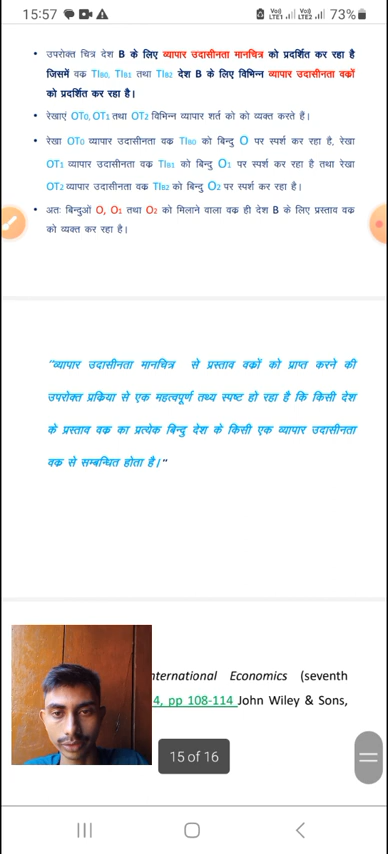 15:57
Vo)) LTE1 Vo)) LTE2 73%
• उपरोक्त चित्र देश B के लिए व्यापार उदासीनता मानचित्र को प्रदर्शित कर रहा है
जिसमें वक्र TIB0, TIB1 तथा TIB2 देश B के लिए विभिन्न व्यापार उदासीनता वक्रों
को प्रदर्शित कर रहा है।
• रेखाएं OT0, OT1 तथा OT2 विभिन्न व्यापार शर्त को को व्यक्त करते हैं।
• रेखा OT0 व्यापार उदासीनता वक्र TIB0 को बिन्दु O पर स्पर्श कर रहा है, रेखा
OT1 व्यापार उदासीनता वक्र TIB1 को बिन्दु O1 पर स्पर्श कर रहा है तथा रेखा
OT2 व्यापार उदासीनता वक्र TIB2 को बिन्दु O2 पर स्पर्श कर रहा है।
• अतः बिन्दुओं O, O1 तथा O2 को मिलाने वाला वक्र ही देश B के लिए प्रस्ताव वक्र
को व्यक्त कर रहा है।
"व्यापार उदासीनता मानचित्र से प्रस्ताव वक्रों को प्राप्त करने की
उपरोक्त प्रक्रिया से एक महत्वपूर्ण तथ्य स्पष्ट हो रहा है कि किसी देश
के प्रस्ताव वक्र का प्रत्येक बिन्दु देश के किसी एक व्यापार उदासीनता
वक्र से सम्बन्धित होता है।"
nternational Economics (seventh
4, pp 108-114 John Wiley & Sons,
15 of 16